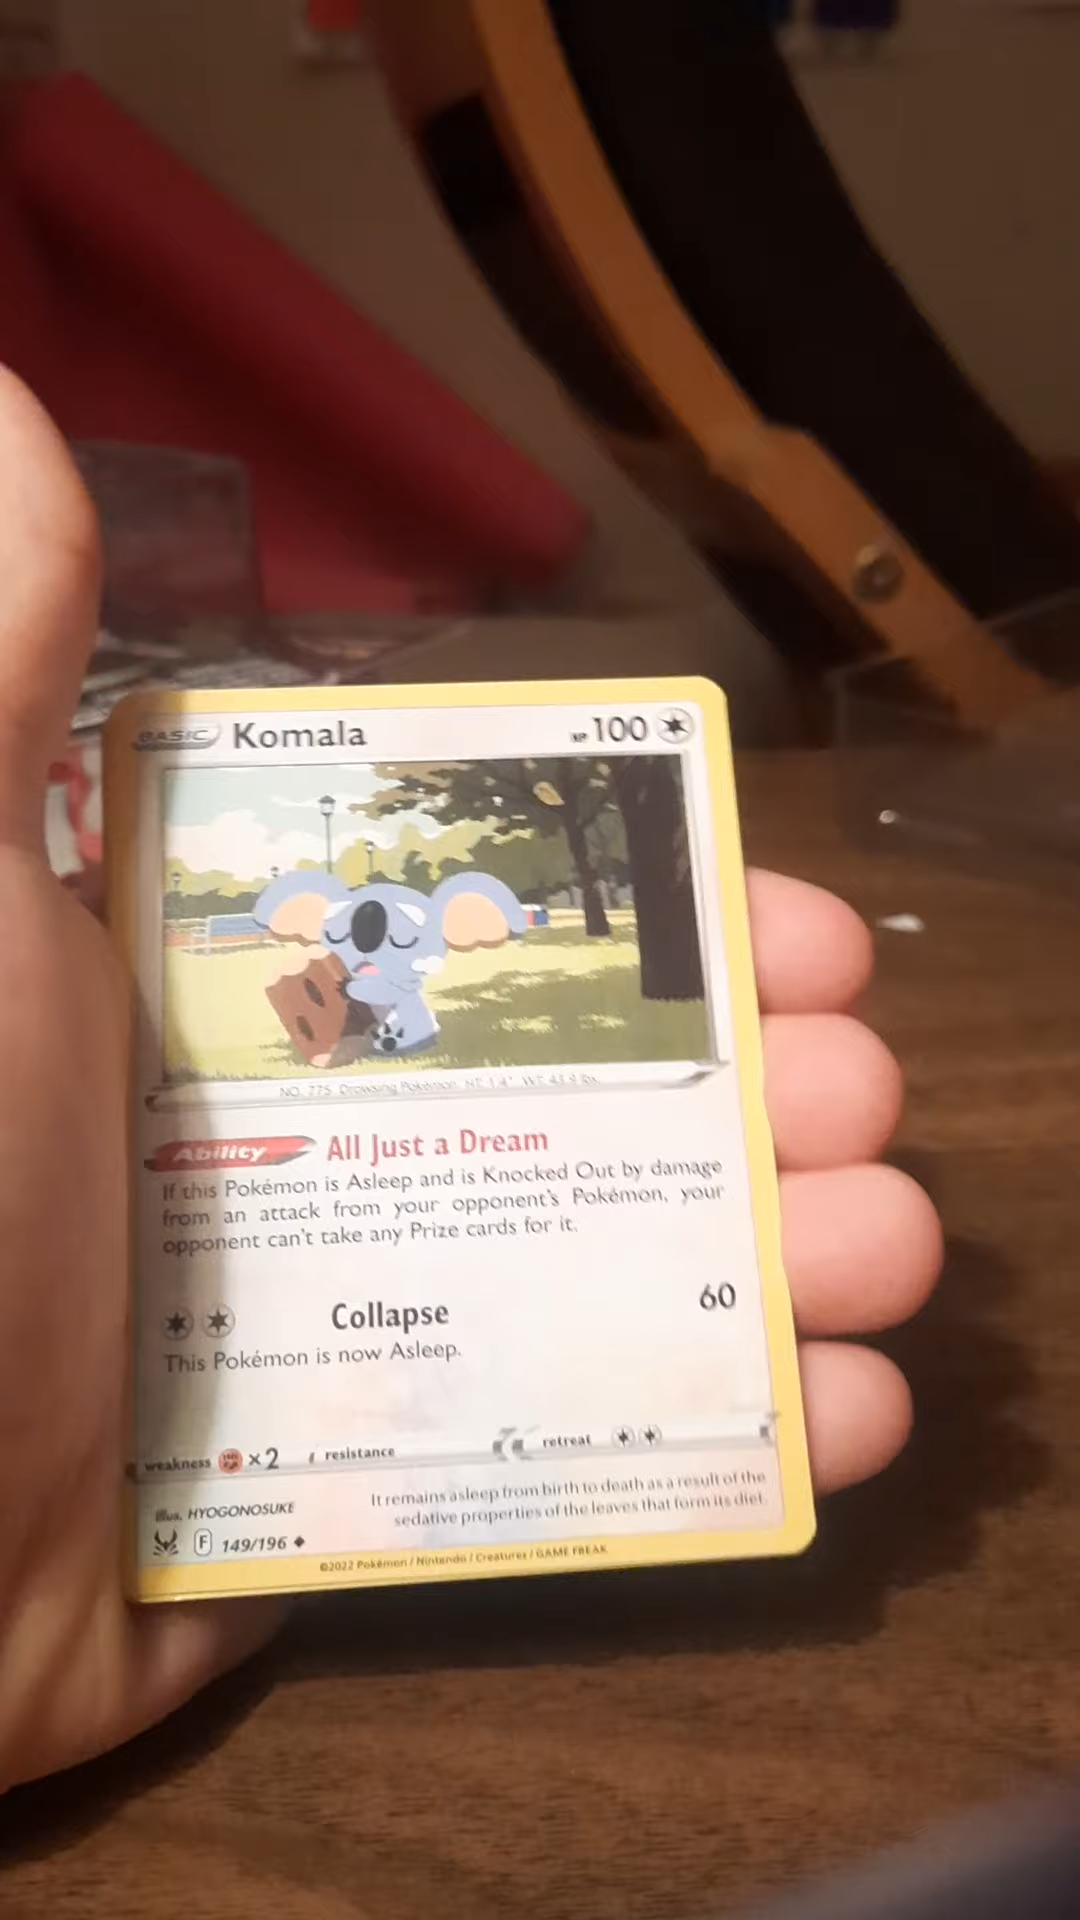 BASIC Komala HP 100
NO. 775 Drowsing Pokémon HT: 1'4" WT: 43.9 lbs.
Ability All Just a Dream
If this Pokémon is Asleep and is Knocked Out by damage
from an attack from your opponent's Pokémon, your
opponent can't take any Prize cards for it.
Collapse 60
This Pokémon is now Asleep.
weakness ×2 resistance retreat
It remains asleep from birth to death as a result of the
sedative properties of the leaves that form its diet.
Illus. HYOGONOSUKE
F 149/196
©2022 Pokémon / Nintendo / Creatures / GAME FREAK